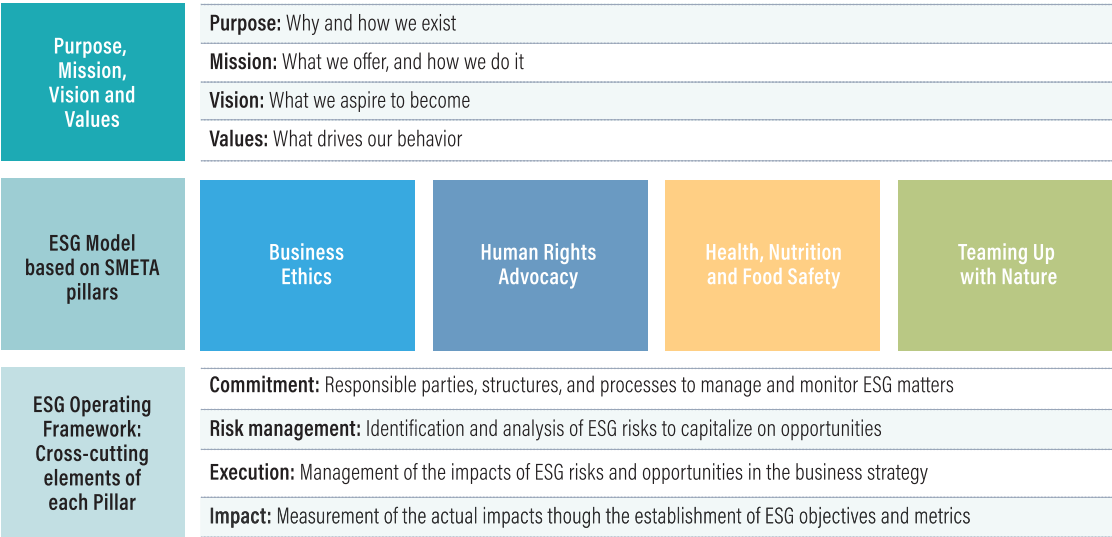 Purpose,
Mission,
Vision and
Values
Purpose: Why and how we exist
Mission: What we offer, and how we do it
Vision: What we aspire to become
Values: What drives our behavior
ESG Model
based on SMETA
pillars
Business
Ethics
Human Rights
Advocacy
Health, Nutrition
and Food Safety
Teaming Up
with Nature
ESG Operating
Framework:
Cross-cutting
elements of
each Pillar
Commitment: Responsible parties, structures, and processes to manage and monitor ESG matters
Risk management: Identification and analysis of ESG risks to capitalize on opportunities
Execution: Management of the impacts of ESG risks and opportunities in the business strategy
Impact: Measurement of the actual impacts though the establishment of ESG objectives and metrics